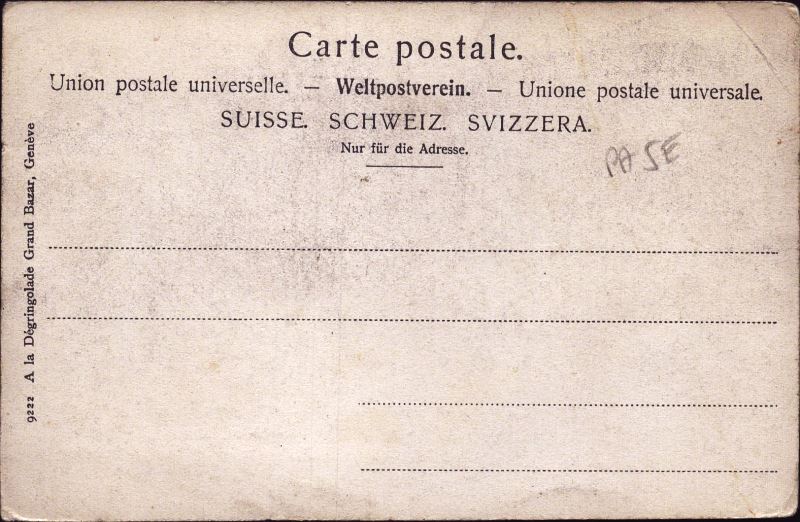 Carte postale.
Union postale universelle. — Weltpostverein. — Unione postale universale.
SUISSE. SCHWEIZ. SVIZZERA.
Nur für die Adresse.
PA 5E
9222 A la Dégringolade Grand Bazar, Genève